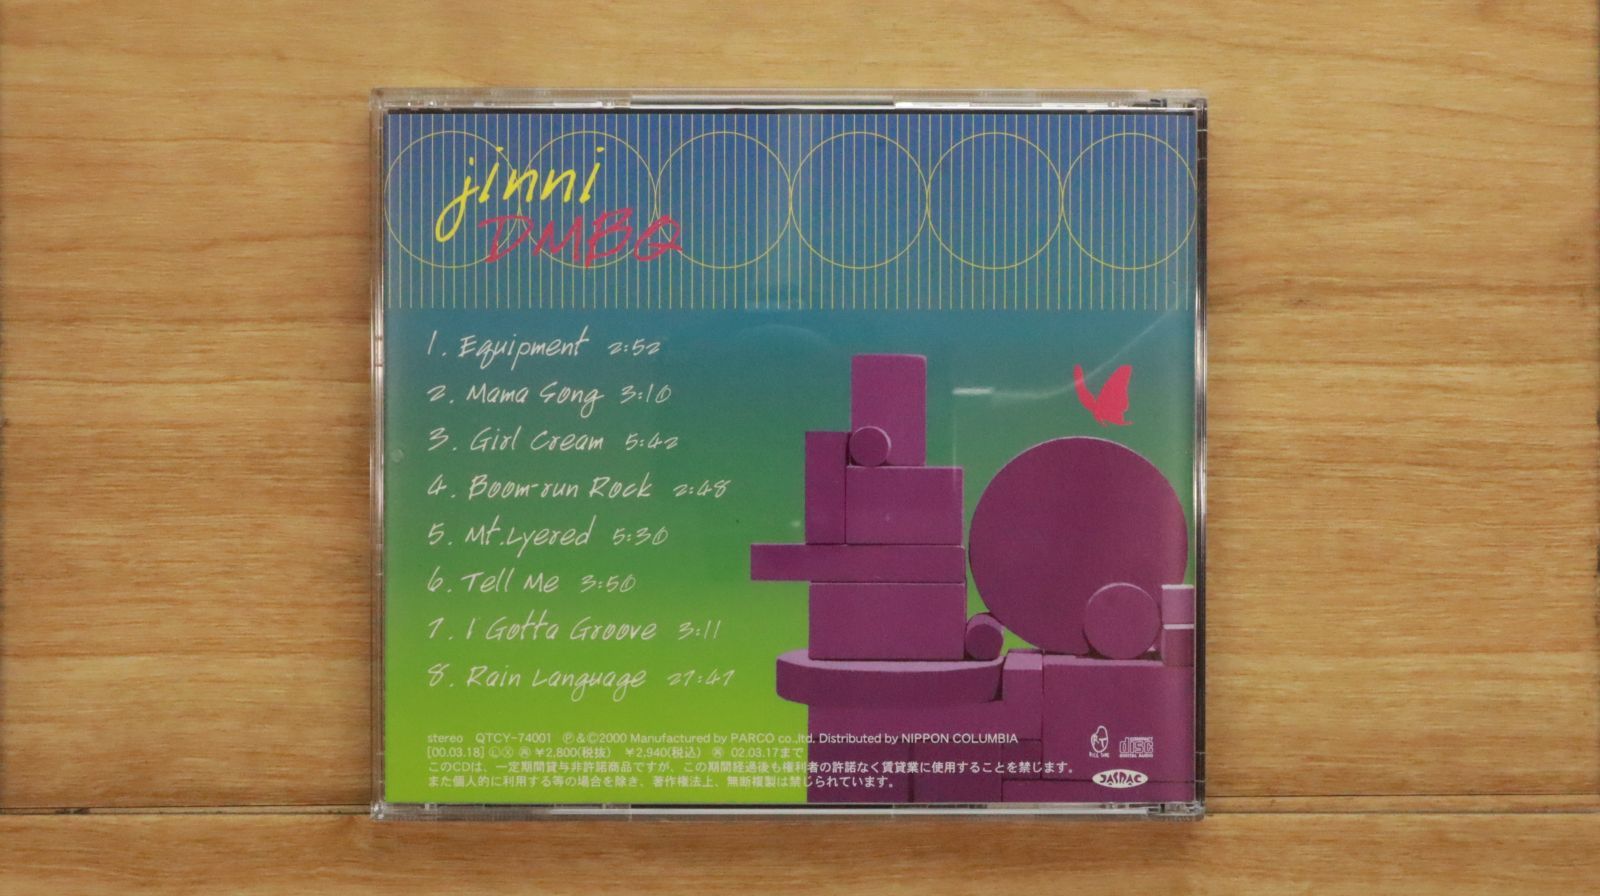 jinni
DMBQ
1. Equipment 2:52
2. Mama Song 3:10
3. Girl Cream 5:42
4. Boom-run Rock 2:48
5. Mt.Lyered 5:30
6. Tell Me 3:50
7. I Gotta Groove 3:11
8. Rain Language 27:47
stereo QTCY-74001 Ⓟ&©2000 Manufactured by PARCO co.,ltd. Distributed by NIPPON COLUMBIA
[00.03.18] Ⓛ Ⓧ ㊢ ¥2,800(税抜) ¥2,940(税込) ㊢ 02.03.17まで
このCDは、一定期間貸与非許諾商品ですが、この期間経過後も権利者の許諾なく賃貸業に使用することを禁じます。
また個人的に利用する等の場合を除き、著作権法上、無断複製は禁じられています。
RICE TUNE
COMPACT
disc
DIGITAL AUDIO
JASRAC